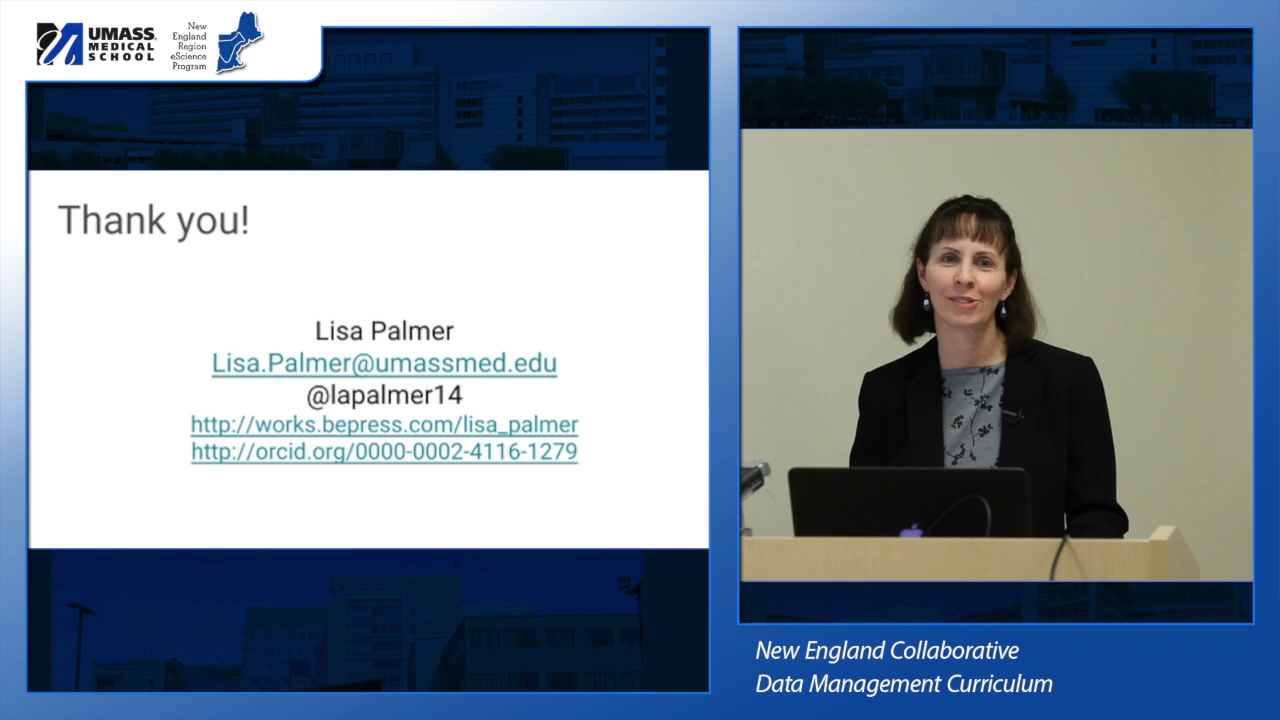 UMASS
MEDICAL
SCHOOL
New
England
Region
eScience
Program
Thank you!
Lisa Palmer
Lisa.Palmer@umassmed.edu
@lapalmer14
http://works.bepress.com/lisa_palmer
http://orcid.org/0000-0002-4116-1279
New England Collaborative
Data Management Curriculum